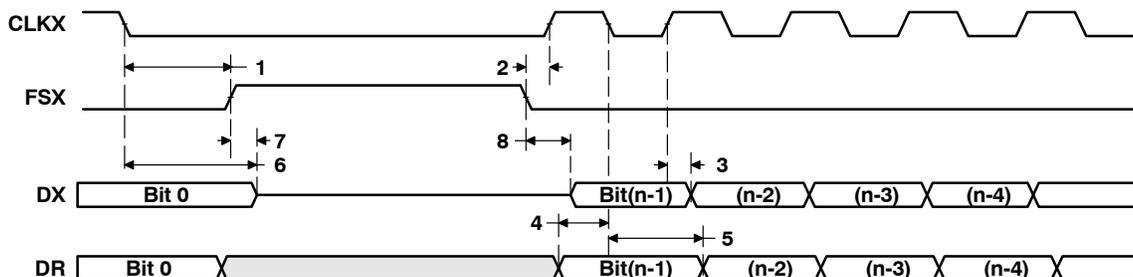 CLKX
1
2
FSX
7
8
6
3
DX
Bit 0
Bit(n-1)
(n-2)
(n-3)
(n-4)
4
5
DR
Bit 0
Bit(n-1)
(n-2)
(n-3)
(n-4)